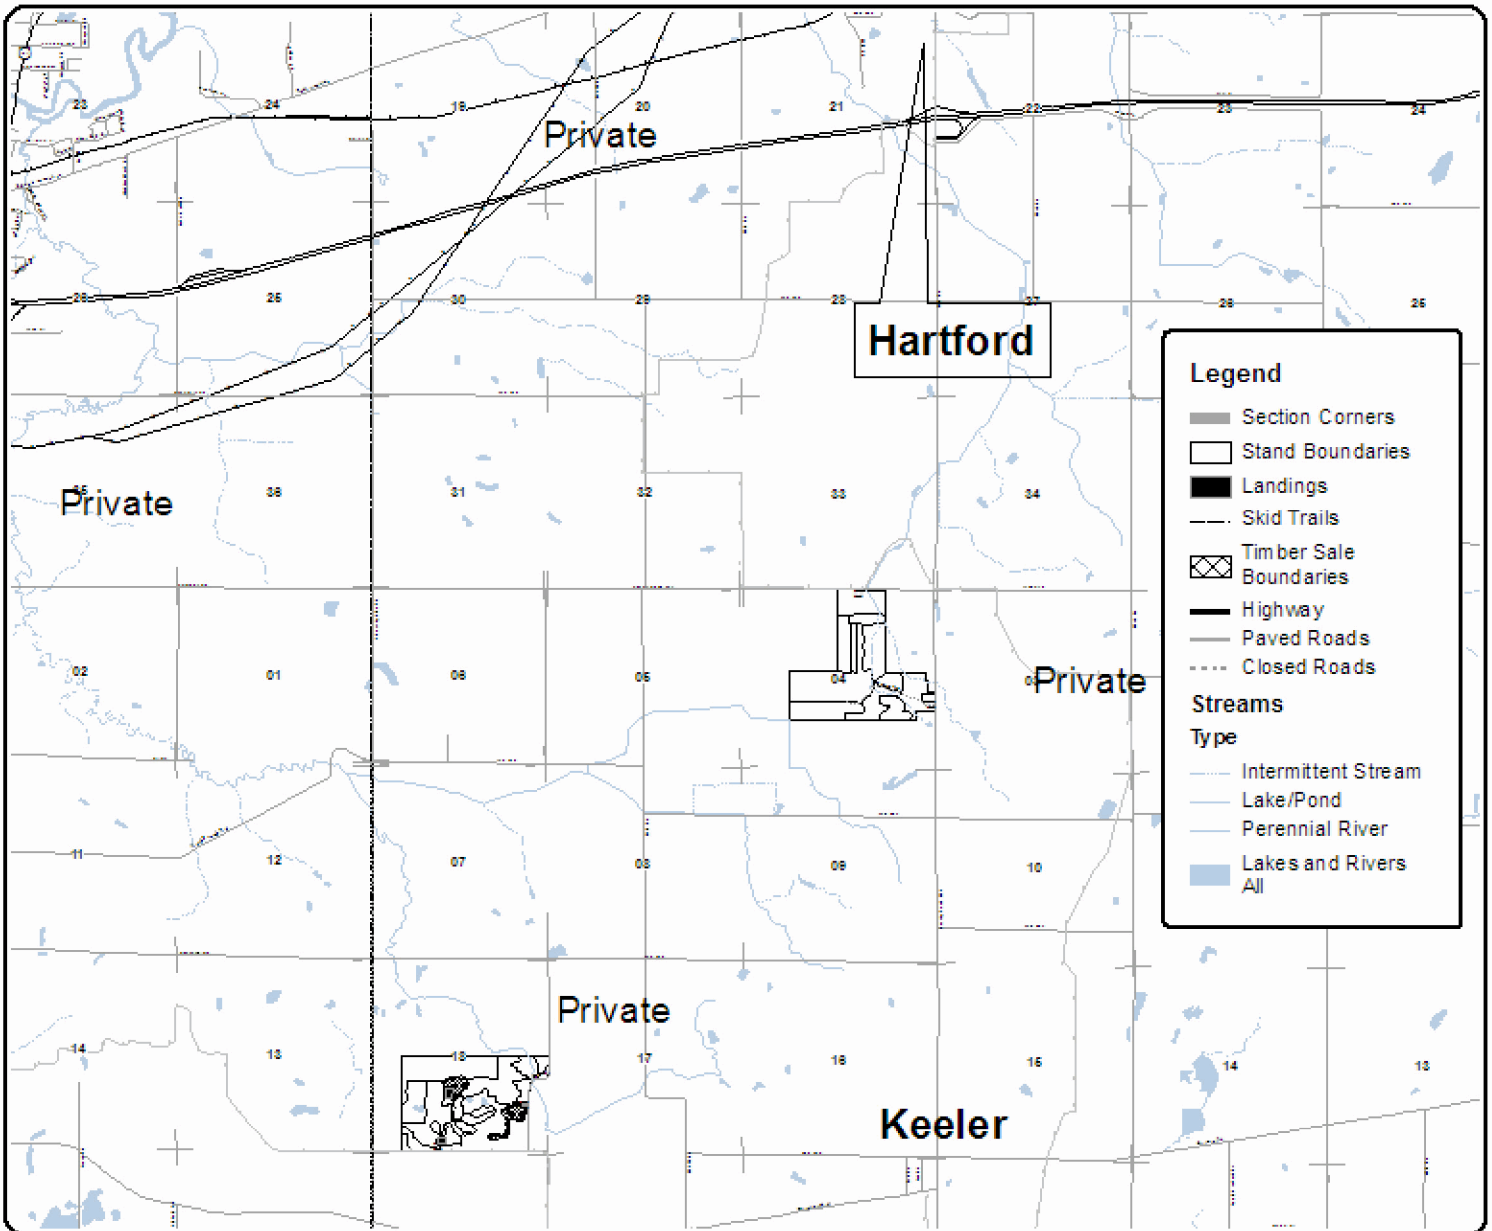 23
24
19
20
21
22
23
24
Private
26
25
30
29
28
27
26
25
Hartford
Private
36
31
32
33
34
02
01
06
05
04
Private
11
12
07
08
09
10
14
13
18
17
16
15
14
13
Private
Keeler
Legend
Section Corners
Stand Boundaries
Landings
Skid Trails
Timber Sale
Boundaries
Highway
Paved Roads
Closed Roads
Streams
Type
Intermittent Stream
Lake/Pond
Perennial River
Lakes and Rivers
All